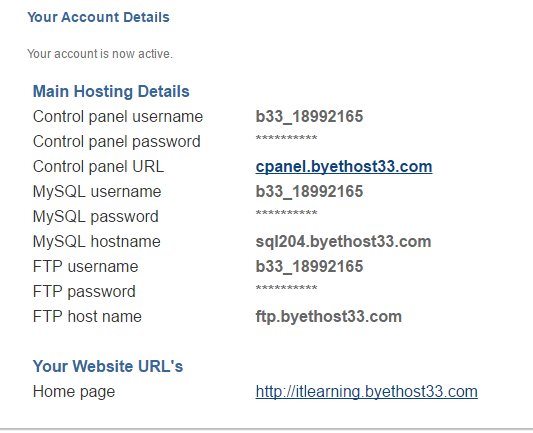 Your Account Details
Your account is now active.
Main Hosting Details
Control panel username b33_18992165
Control panel password **********
Control panel URL cpanel.byethost33.com
MySQL username b33_18992165
MySQL password **********
MySQL hostname sql204.byethost33.com
FTP username b33_18992165
FTP password **********
FTP host name ftp.byethost33.com
Your Website URL's
Home page http://itlearning.byethost33.com